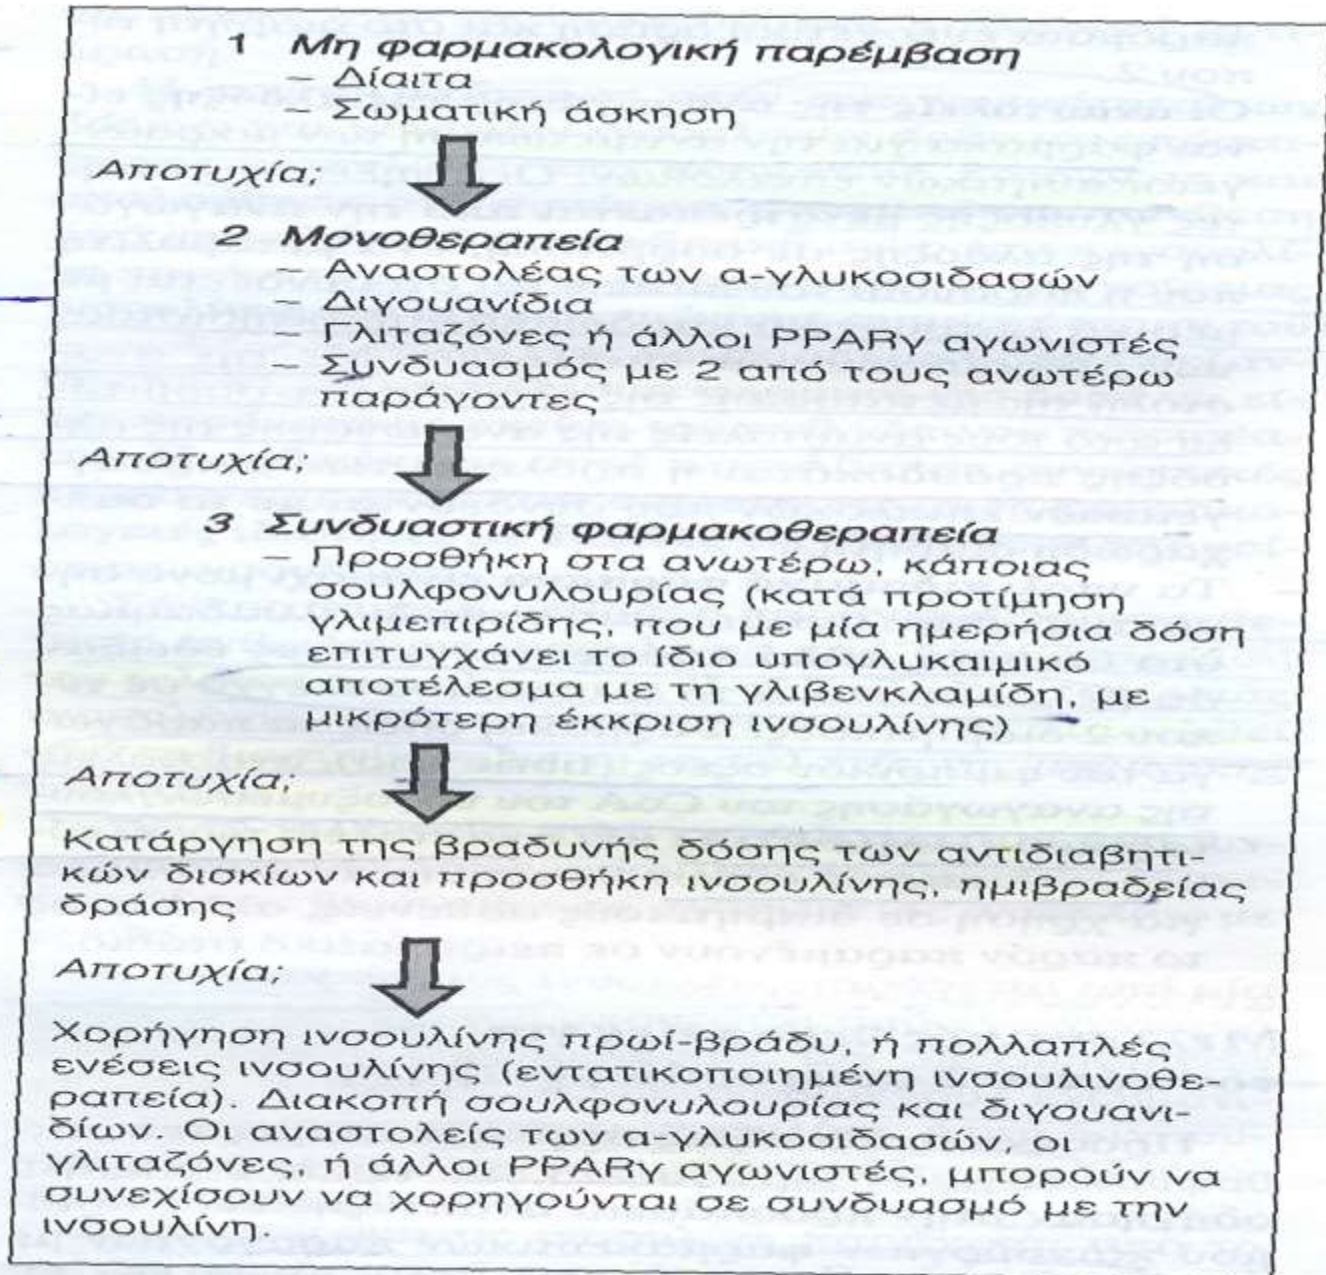 1 Μη φαρμακολογική παρέμβαση
– Δίαιτα
– Σωματική άσκηση
Αποτυχία;
2 Μονοθεραπεία
– Αναστολέας των α-γλυκοσιδασών
– Διγουανίδια
– Γλιταζόνες ή άλλοι PPARγ αγωνιστές
– Συνδυασμός με 2 από τους ανωτέρω
παράγοντες
Αποτυχία;
3 Συνδυαστική φαρμακοθεραπεία
– Προσθήκη στα ανωτέρω, κάποιας
σουλφονυλουρίας (κατά προτίμηση
γλιμεπιρίδης, που με μία ημερήσια δόση
επιτυγχάνει το ίδιο υπογλυκαιμικό
αποτέλεσμα με τη γλιβενκλαμίδη, με
μικρότερη έκκριση ινσουλίνης)
Αποτυχία;
Κατάργηση της βραδυνής δόσης των αντιδιαβητι-
κών δισκίων και προσθήκη ινσουλίνης, ημιβραδείας
δράσης
Αποτυχία;
Χορήγηση ινσουλίνης πρωί-βράδυ, ή πολλαπλές
ενέσεις ινσουλίνης (εντατικοποιημένη ινσουλινοθε-
ραπεία). Διακοπή σουλφονυλουρίας και διγουανι-
δίων. Οι αναστολείς των α-γλυκοσιδασών, οι
γλιταζόνες, ή άλλοι PPARγ αγωνιστές, μπορούν να
συνεχίσουν να χορηγούνται σε συνδυασμό με την
ινσουλίνη.